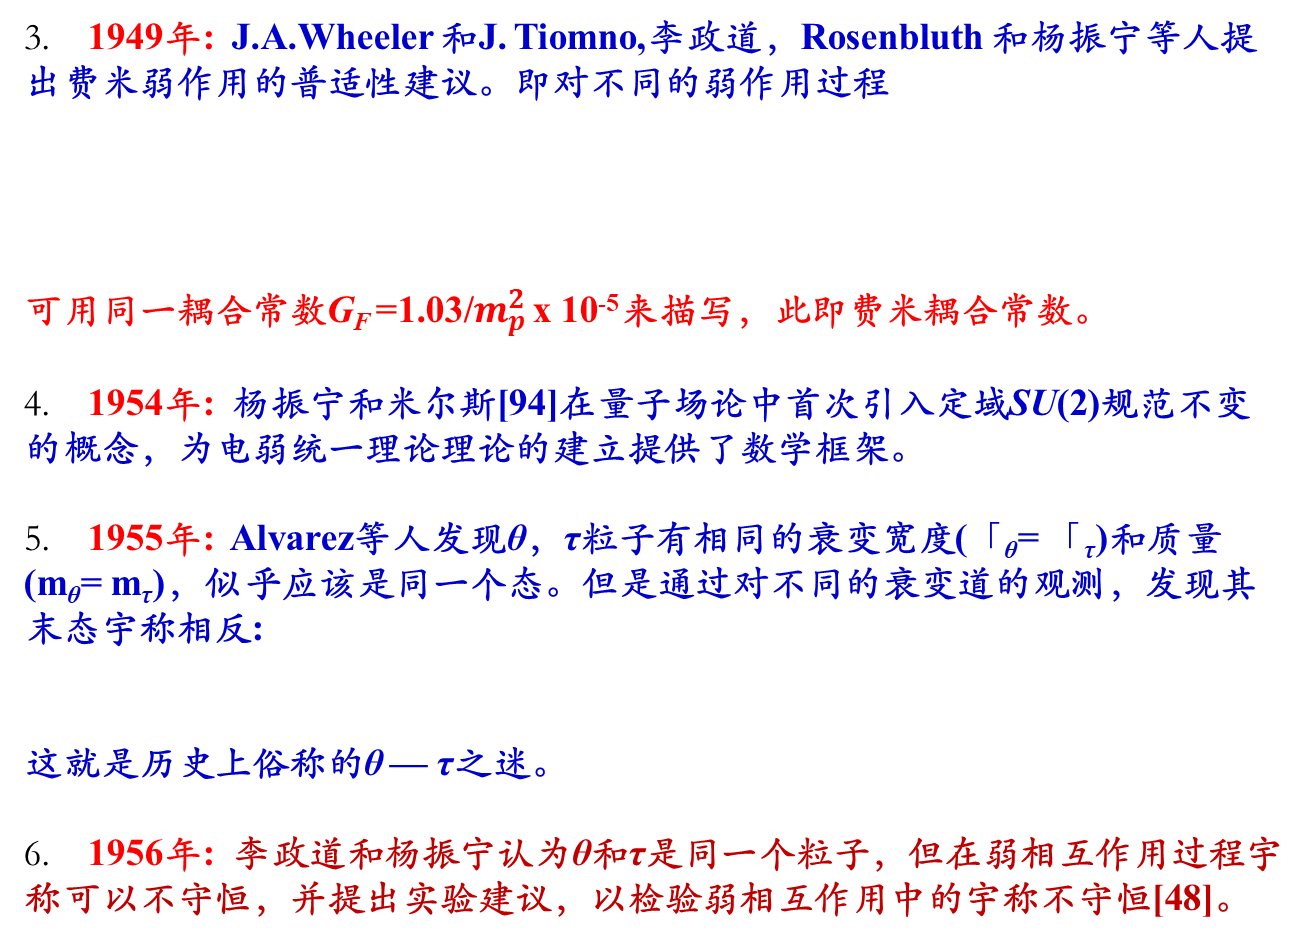 3. 1949年: J.A.Wheeler 和J. Tiomno,李政道，Rosenbluth 和杨振宁等人提
出费米弱作用的普适性建议。即对不同的弱作用过程
可用同一耦合常数G_F=1.03/m_p^2 x 10^-5来描写，此即费米耦合常数。
4. 1954年: 杨振宁和米尔斯[94]在量子场论中首次引入定域SU(2)规范不变
的概念，为电弱统一理论理论的建立提供了数学框架。
5. 1955年: Alvarez等人发现θ，τ粒子有相同的衰变宽度(「θ= 「τ)和质量
(mθ= mτ)，似乎应该是同一个态。但是通过对不同的衰变道的观测，发现其
末态宇称相反:
这就是历史上俗称的θ — τ之迷。
6. 1956年: 李政道和杨振宁认为θ和τ是同一个粒子，但在弱相互作用过程宇
称可以不守恒，并提出实验建议，以检验弱相互作用中的宇称不守恒[48]。